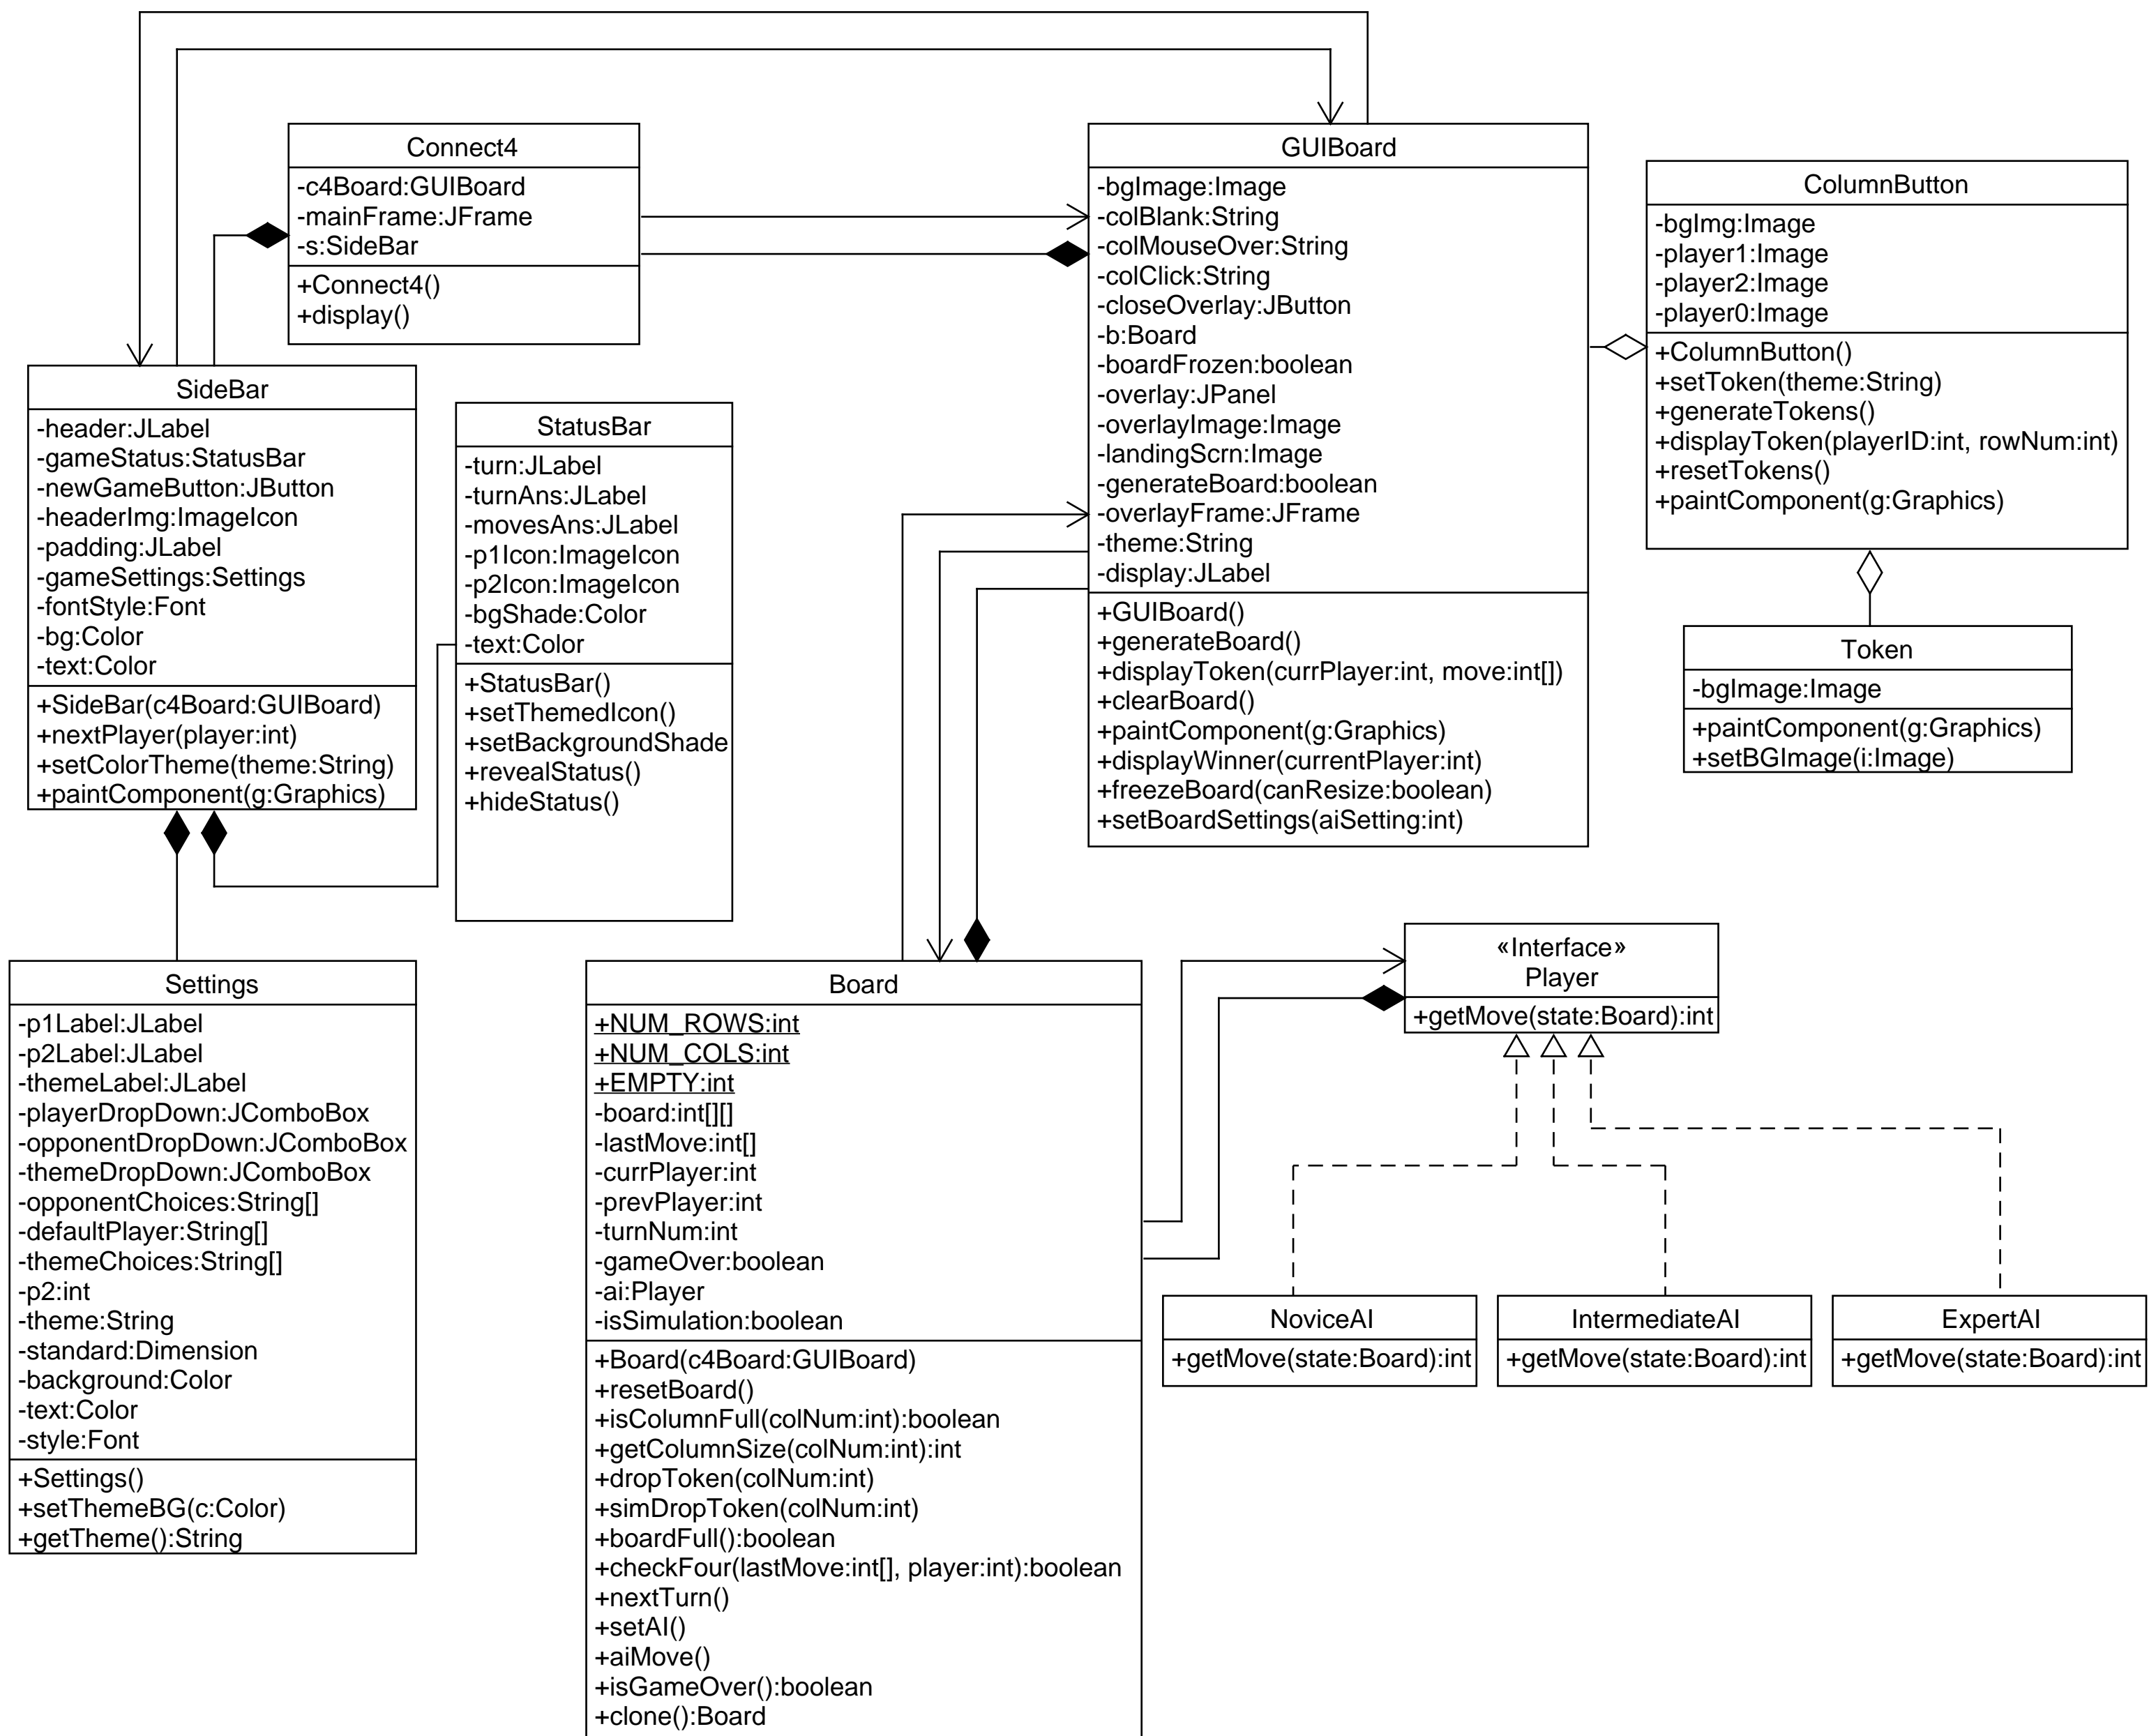 Connect4
-c4Board:GUIBoard
-mainFrame:JFrame
-s:SideBar
+Connect4()
+display()
GUIBoard
-bgImage:Image
-colBlank:String
-colMouseOver:String
-colClick:String
-closeOverlay:JButton
-b:Board
-boardFrozen:boolean
-overlay:JPanel
-overlayImage:Image
-landingScrn:Image
-generateBoard:boolean
-overlayFrame:JFrame
-theme:String
-display:JLabel
+GUIBoard()
+generateBoard()
+displayToken(currPlayer:int, move:int[])
+clearBoard()
+paintComponent(g:Graphics)
+displayWinner(currentPlayer:int)
+freezeBoard(canResize:boolean)
+setBoardSettings(aiSetting:int)
ColumnButton
-bgImg:Image
-player1:Image
-player2:Image
-player0:Image
+ColumnButton()
+setToken(theme:String)
+generateTokens()
+displayToken(playerID:int, rowNum:int)
+resetTokens()
+paintComponent(g:Graphics)
SideBar
-header:JLabel
-gameStatus:StatusBar
-newGameButton:JButton
-headerImg:ImageIcon
-padding:JLabel
-gameSettings:Settings
-fontStyle:Font
-bg:Color
-text:Color
+SideBar(c4Board:GUIBoard)
+nextPlayer(player:int)
+setColorTheme(theme:String)
+paintComponent(g:Graphics)
StatusBar
-turn:JLabel
-turnAns:JLabel
-movesAns:JLabel
-p1Icon:ImageIcon
-p2Icon:ImageIcon
-bgShade:Color
-text:Color
+StatusBar()
+setThemedIcon()
+setBackgroundShade
+revealStatus()
+hideStatus()
Token
-bgImage:Image
+paintComponent(g:Graphics)
+setBGImage(i:Image)
Settings
-p1Label:JLabel
-p2Label:JLabel
-themeLabel:JLabel
-playerDropDown:JComboBox
-opponentDropDown:JComboBox
-themeDropDown:JComboBox
-opponentChoices:String[]
-defaultPlayer:String[]
-themeChoices:String[]
-p2:int
-theme:String
-standard:Dimension
-background:Color
-text:Color
-style:Font
+Settings()
+setThemeBG(c:Color)
+getTheme():String
Board
+NUM_ROWS:int
+NUM_COLS:int
+EMPTY:int
-board:int[][]
-lastMove:int[]
-currPlayer:int
-prevPlayer:int
-turnNum:int
-gameOver:boolean
-ai:Player
-isSimulation:boolean
+Board(c4Board:GUIBoard)
+resetBoard()
+isColumnFull(colNum:int):boolean
+getColumnSize(colNum:int):int
+dropToken(colNum:int)
+simDropToken(colNum:int)
+boardFull():boolean
+checkFour(lastMove:int[], player:int):boolean
+nextTurn()
+setAI()
+aiMove()
+isGameOver():boolean
+clone():Board
«Interface»
Player
+getMove(state:Board):int
NoviceAI
+getMove(state:Board):int
IntermediateAI
+getMove(state:Board):int
ExpertAI
+getMove(state:Board):int